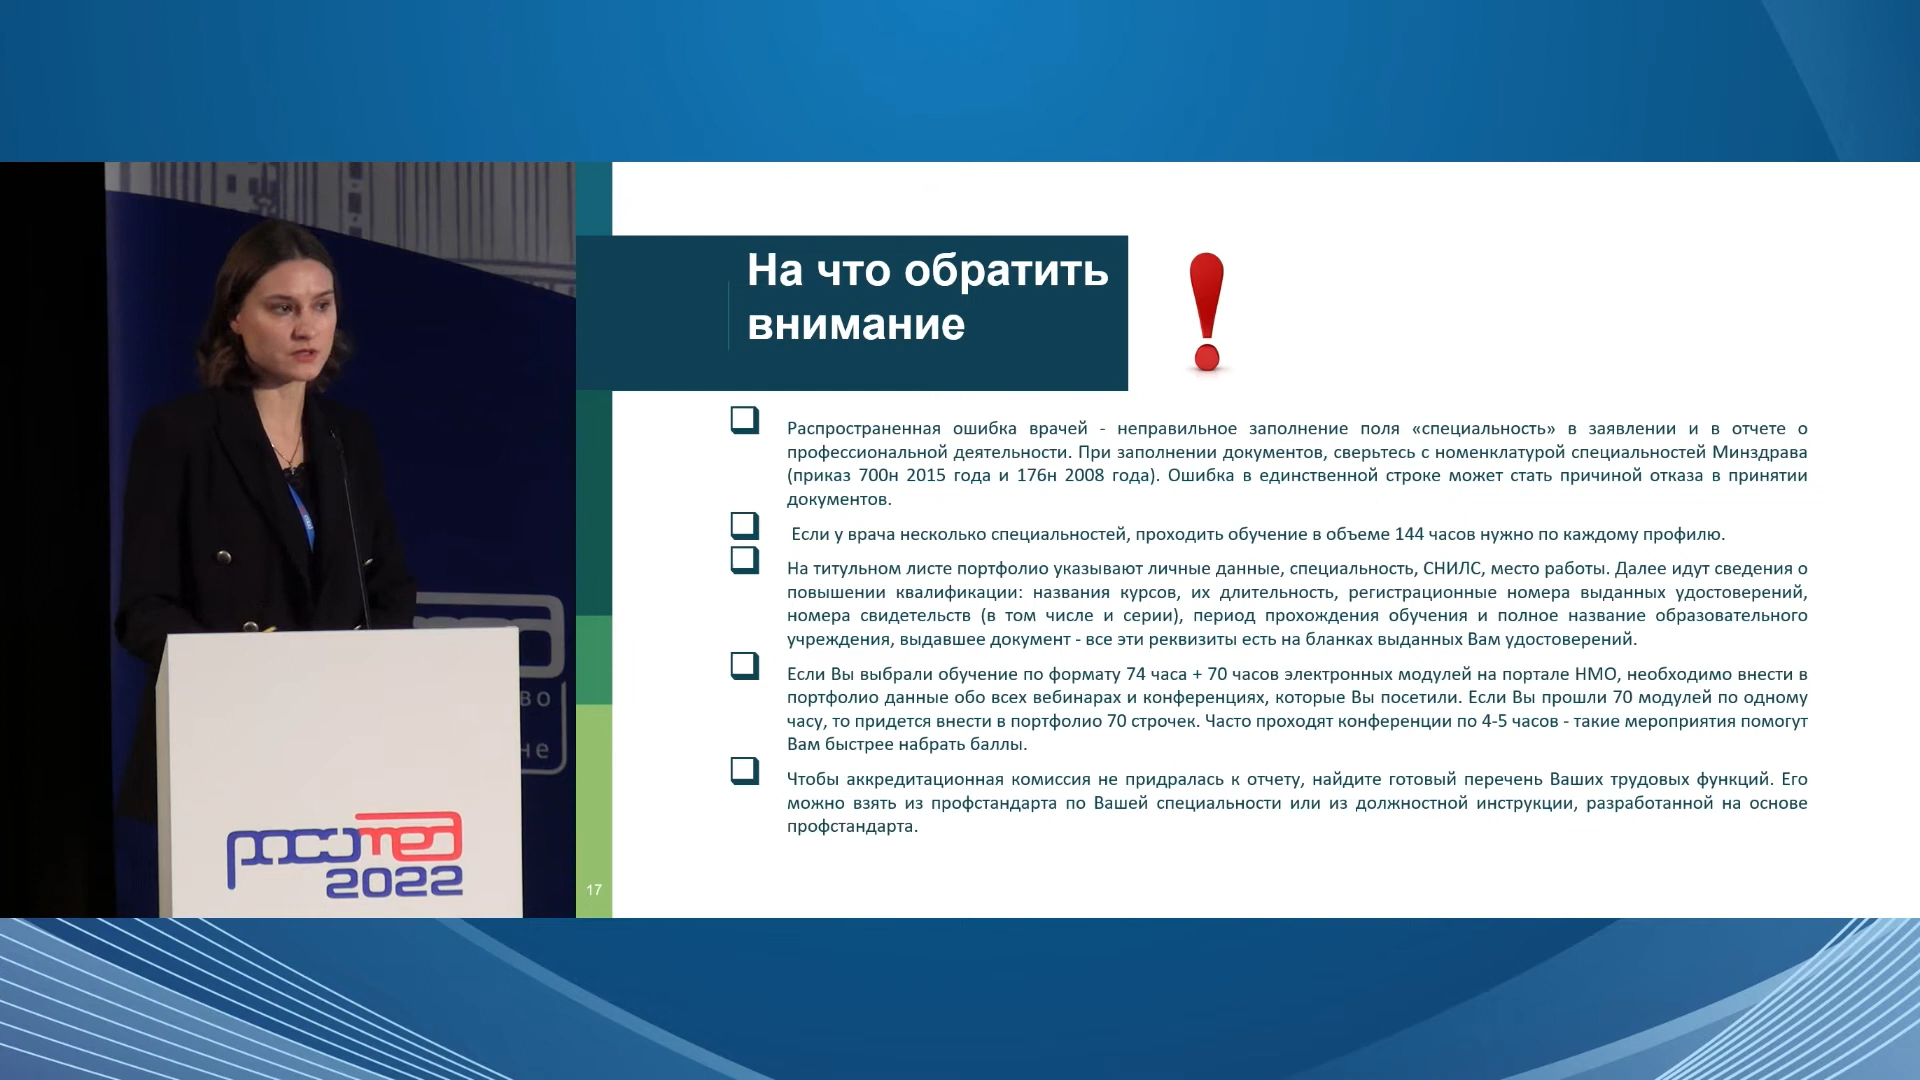 На что обратить
внимание
Распространенная ошибка врачей - неправильное заполнение поля «специальность» в заявлении и в отчете о
профессиональной деятельности. При заполнении документов, сверьтесь с номенклатурой специальностей Минздрава
(приказ 700н 2015 года и 176н 2008 года). Ошибка в единственной строке может стать причиной отказа в принятии
документов.
Если у врача несколько специальностей, проходить обучение в объеме 144 часов нужно по каждому профилю.
На титульном листе портфолио указывают личные данные, специальность, СНИЛС, место работы. Далее идут сведения о
повышении квалификации: названия курсов, их длительность, регистрационные номера выданных удостоверений,
номера свидетельств (в том числе и серии), период прохождения обучения и полное название образовательного
учреждения, выдавшее документ - все эти реквизиты есть на бланках выданных Вам удостоверений.
Если Вы выбрали обучение по формату 74 часа + 70 часов электронных модулей на портале НМО, необходимо внести в
портфолио данные обо всех вебинарах и конференциях, которые Вы посетили. Если Вы прошли 70 модулей по одному
часу, то придется внести в портфолио 70 строчек. Часто проходят конференции по 4-5 часов - такие мероприятия помогут
Вам быстрее набрать баллы.
Чтобы аккредитационная комиссия не придралась к отчету, найдите готовый перечень Ваших трудовых функций. Его
можно взять из профстандарта по Вашей специальности или из должностной инструкции, разработанной на основе
профстандарта.
17
во
не
росмед
2022